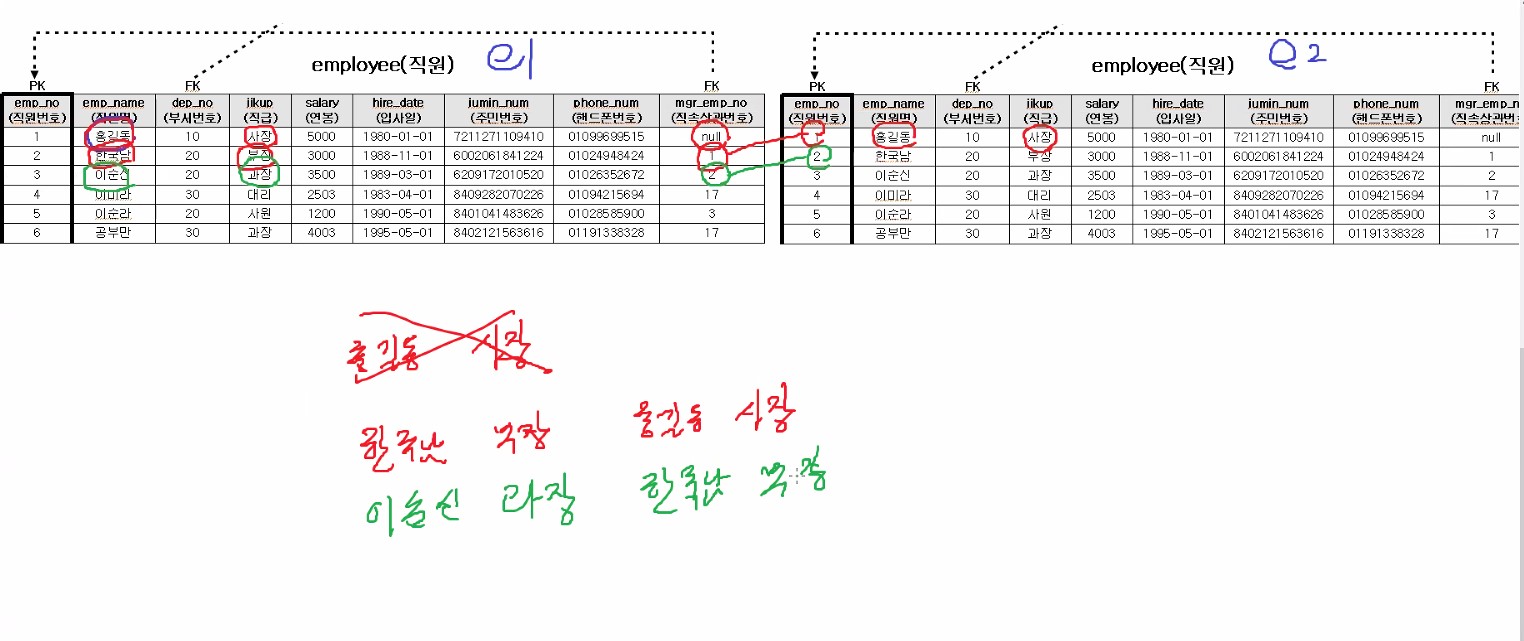 employee(직원) e1 employee(직원) e2
PK FK FK PK FK FK
emp_no emp_name dep_no jikup salary hire_date jumin_num phone_num mgr_emp_no emp_no emp_name dep_no jikup salary hire_date jumin_num phone_num mgr_emp_n
(직원번호) (직원명) (부서번호) (직급) (연봉) (입사일) (주민번호) (핸드폰번호) (직속상관번호) (직원번호) (직원명) (부서번호) (직급) (연봉) (입사일) (주민번호) (핸드폰번호) (직속상관번호
1 홍길동 10 사장 5000 1980-01-01 7211271109410 01099699515 null 1 홍길동 10 사장 5000 1980-01-01 7211271109410 01099699515 null
2 한국남 20 부장 3000 1988-11-01 6002061841224 01024948424 1 2 한국남 20 부장 3000 1988-11-01 6002061841224 01024948424 1
3 이순신 20 과장 3500 1989-03-01 6209172010520 01026352672 2 3 이순신 20 과장 3500 1989-03-01 6209172010520 01026352672 2
4 이미라 30 대리 2503 1983-04-01 8409282070226 01094215694 17 4 이미라 30 대리 2503 1983-04-01 8409282070226 01094215694 17
5 이순라 20 사원 1200 1990-05-01 8401041483626 01028585900 3 5 이순라 20 사원 1200 1990-05-01 8401041483626 01028585900 3
6 공부만 30 과장 4003 1995-05-01 8402121563616 01191338328 17 6 공부만 30 과장 4003 1995-05-01 8402121563616 01191338328 17
홍길동 사장
한국남 부장 홍길동 사장
이순신 과장 한국남 부장